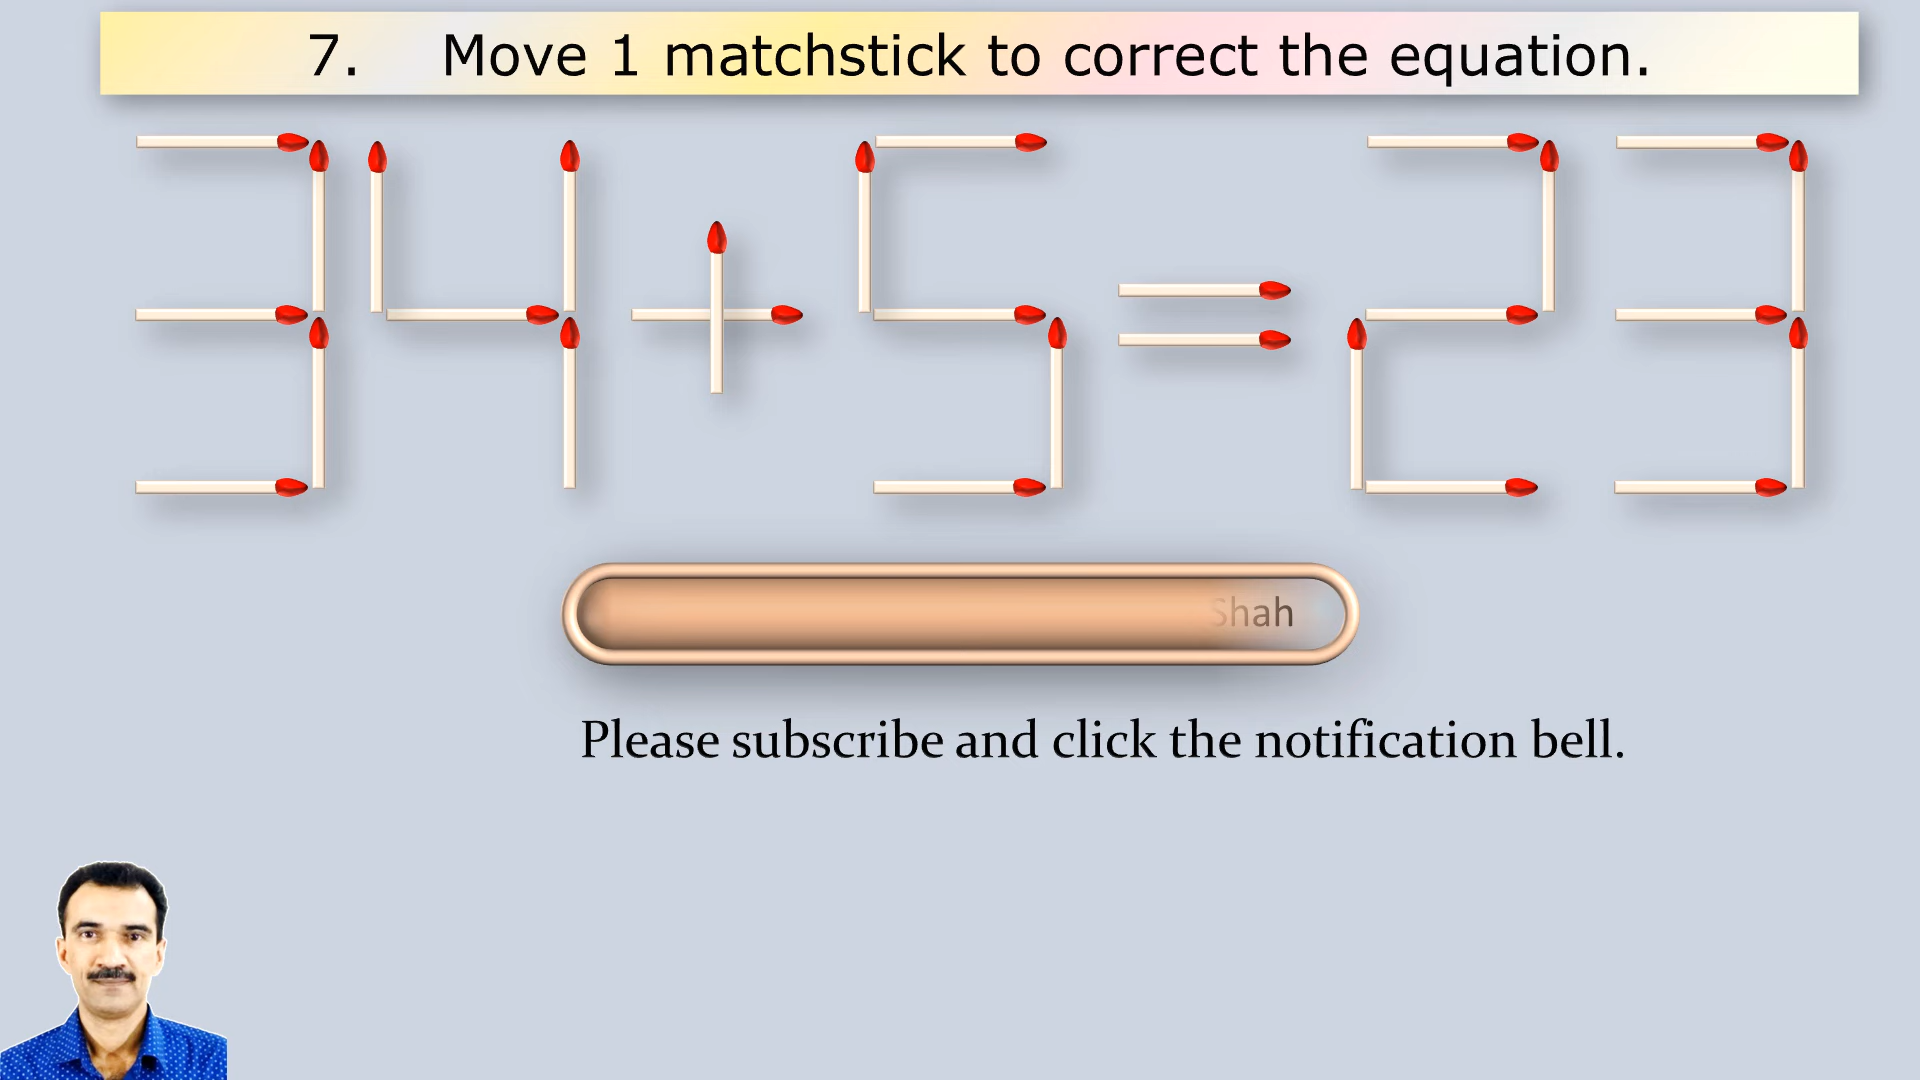 7. Move 1 matchstick to correct the equation.
34+5=23
Shah
Please subscribe and click the notification bell.